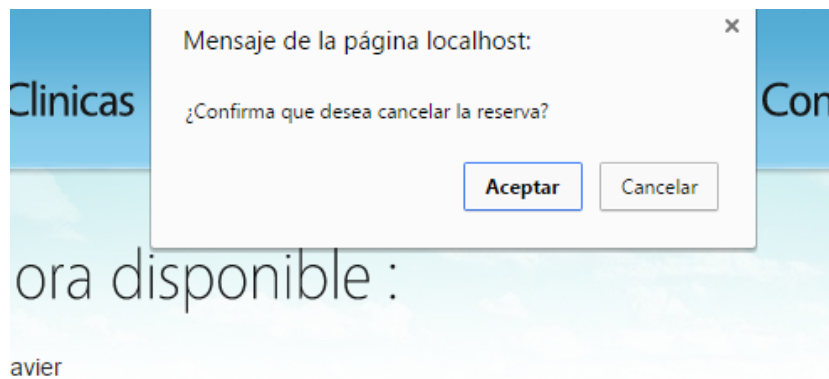 Mensaje de la página localhost:
×
Clinicas
Con
¿Confirma que desea cancelar la reserva?
Aceptar
Cancelar
ora disponible :
avier